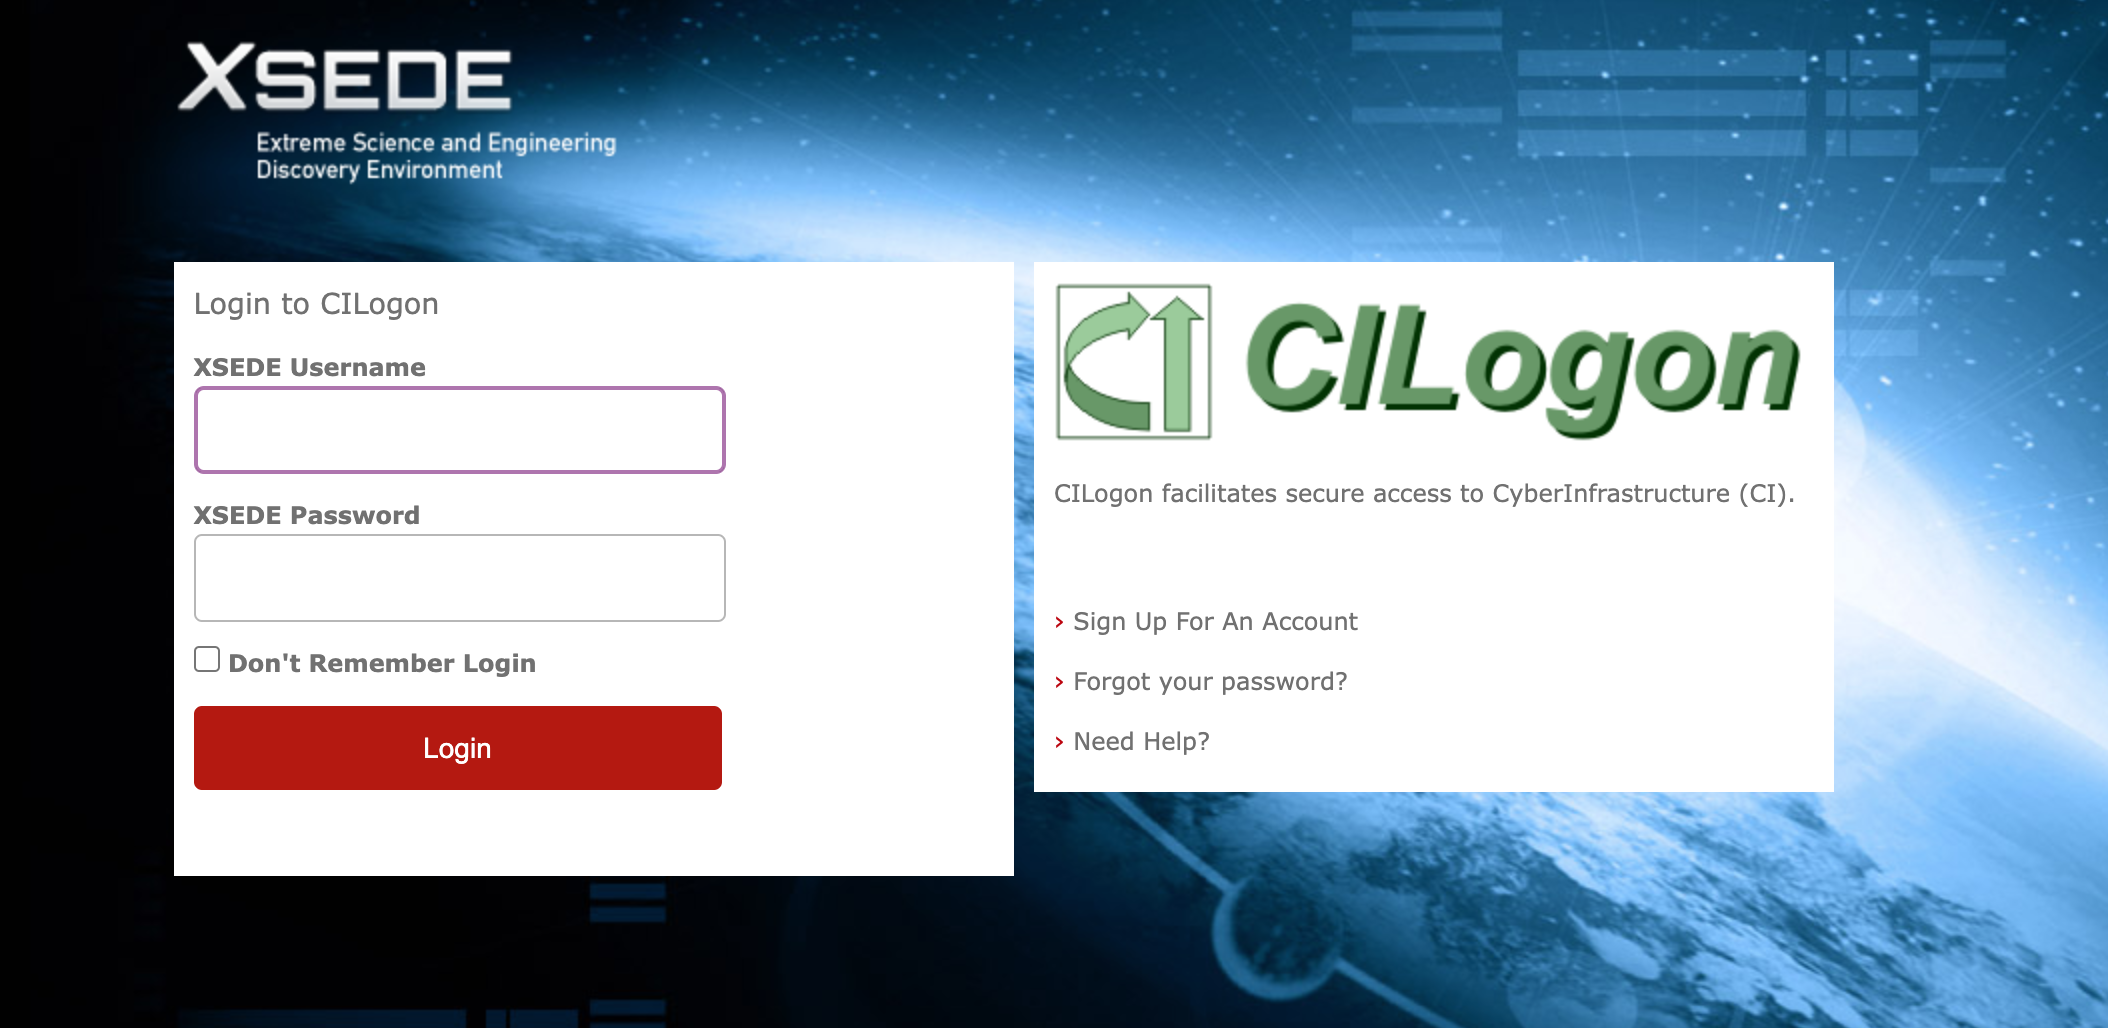 XSEDE
Extreme Science and Engineering
Discovery Environment
Login to CILogon
XSEDE Username
XSEDE Password
Don't Remember Login
Login
CILogon
CILogon facilitates secure access to CyberInfrastructure (CI).
› Sign Up For An Account
› Forgot your password?
› Need Help?